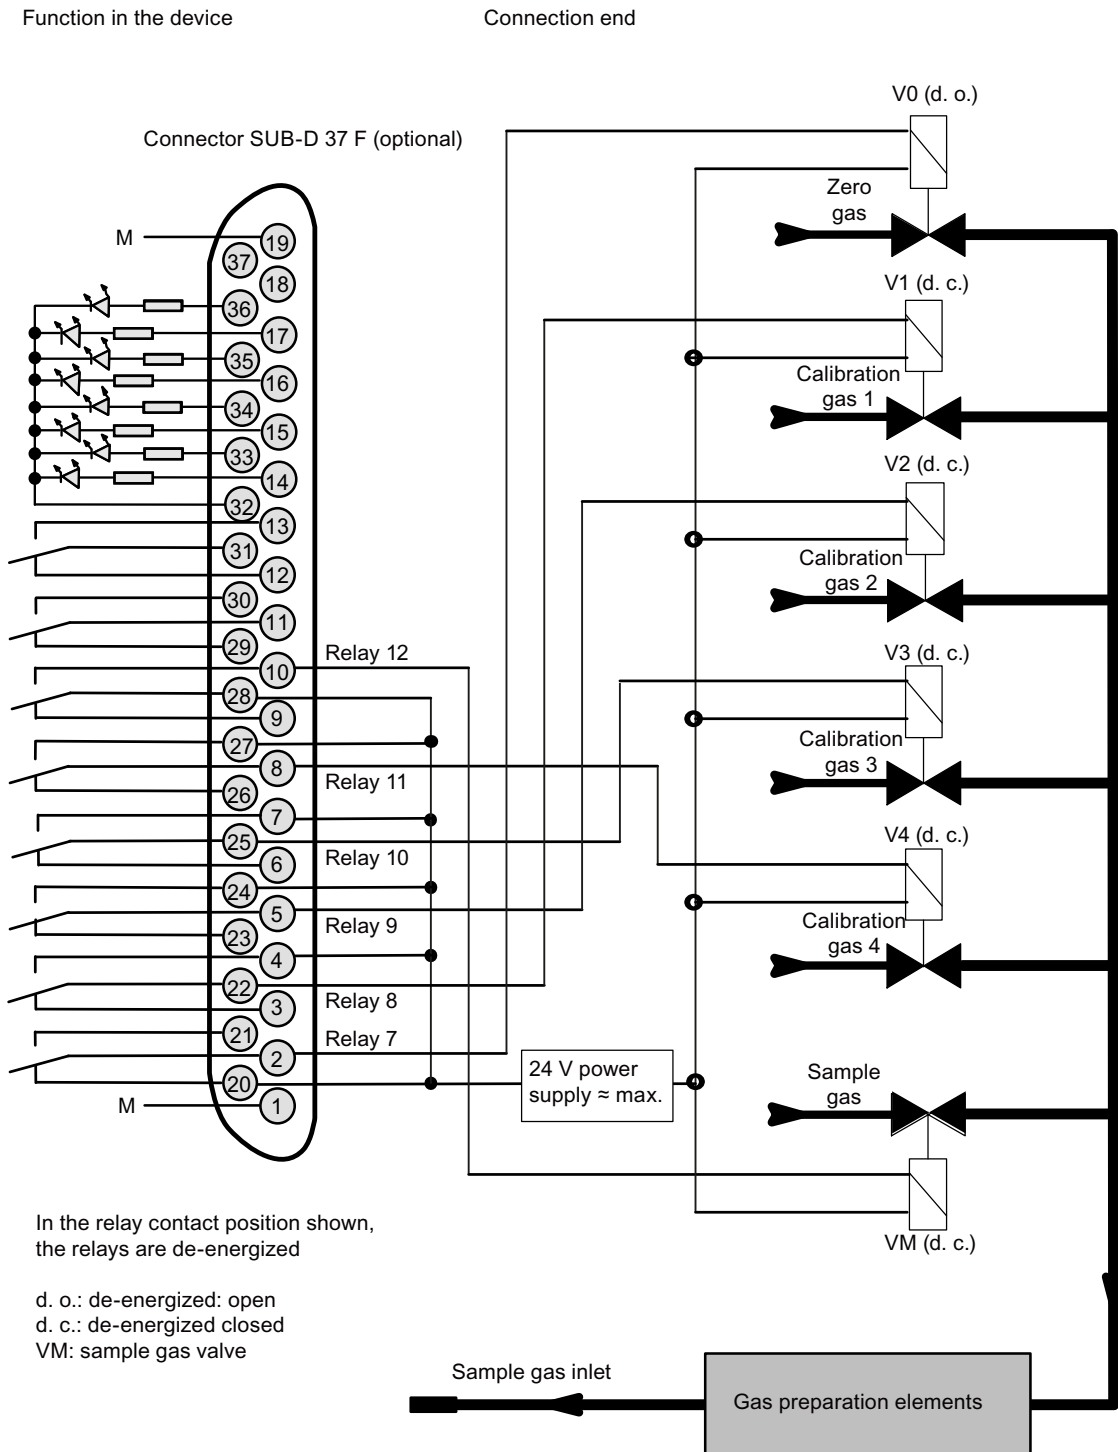 Function in the device
Connection end
V0 (d. o.)
Connector SUB-D 37 F (optional)
Zero
gas
M
19
37
18
36
17
35
16
34
15
33
14
32
13
31
12
30
11
29
10
28
9
27
8
26
7
25
6
24
5
23
4
22
3
21
2
20
1
M
Relay 12
Relay 11
Relay 10
Relay 9
Relay 8
Relay 7
24 V power
supply ≈ max.
V1 (d. c.)
Calibration
gas 1
V2 (d. c.)
Calibration
gas 2
V3 (d. c.)
Calibration
gas 3
V4 (d. c.)
Calibration
gas 4
Sample
gas
VM (d. c.)
In the relay contact position shown,
the relays are de-energized
d. o.: de-energized: open
d. c.: de-energized closed
VM: sample gas valve
Sample gas inlet
Gas preparation elements